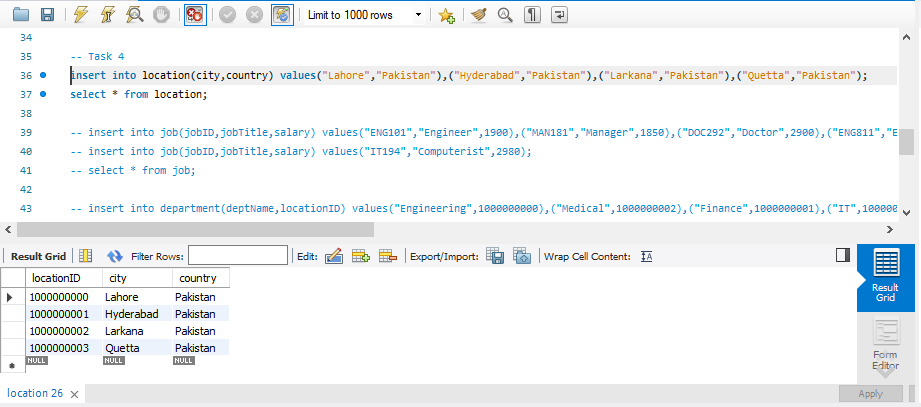 Limit to 1000 rows
34
35 -- Task 4
36 insert into location(city,country) values("Lahore","Pakistan"),("Hyderabad","Pakistan"),("Larkana","Pakistan"),("Quetta","Pakistan");
37 select * from location;
38
39 -- insert into job(jobID,jobTitle,salary) values("ENG101","Engineer",1900),("MAN181","Manager",1850),("DOC292","Doctor",2900),("ENG811","E
40 -- insert into job(jobID,jobTitle,salary) values("IT194","Computerist",2980);
41 -- select * from job;
42
43 -- insert into department(deptName,locationID) values("Engineering",1000000000),("Medical",1000000002),("Finance",1000000001),("IT",100000
Result Grid Filter Rows: Edit: Export/Import: Wrap Cell Content: IA
locationID city country
1000000000 Lahore Pakistan
1000000001 Hyderabad Pakistan
1000000002 Larkana Pakistan
1000000003 Quetta Pakistan
NULL NULL NULL
Result
Grid
Form
Editor
location 26
Apply